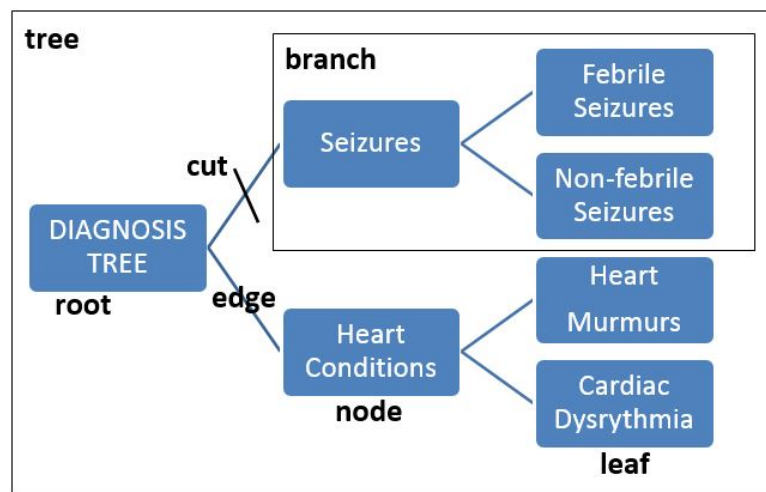 tree
branch
Febrile
Seizures
Seizures
cut
Non-febrile
Seizures
DIAGNOSIS
TREE
root
edge
Heart
Murmurs
Heart
Conditions
node
Cardiac
Dysrythmia
leaf